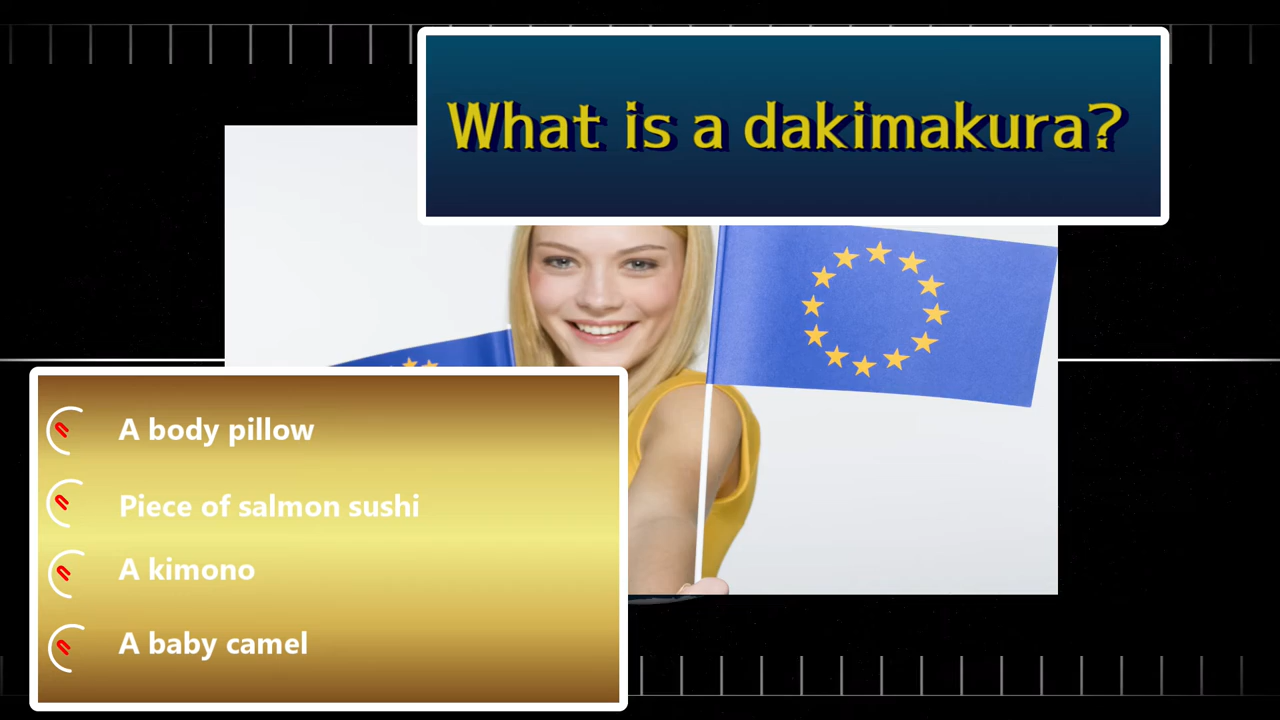 What is a dakimakura?
A body pillow
Piece of salmon sushi
A kimono
A baby camel